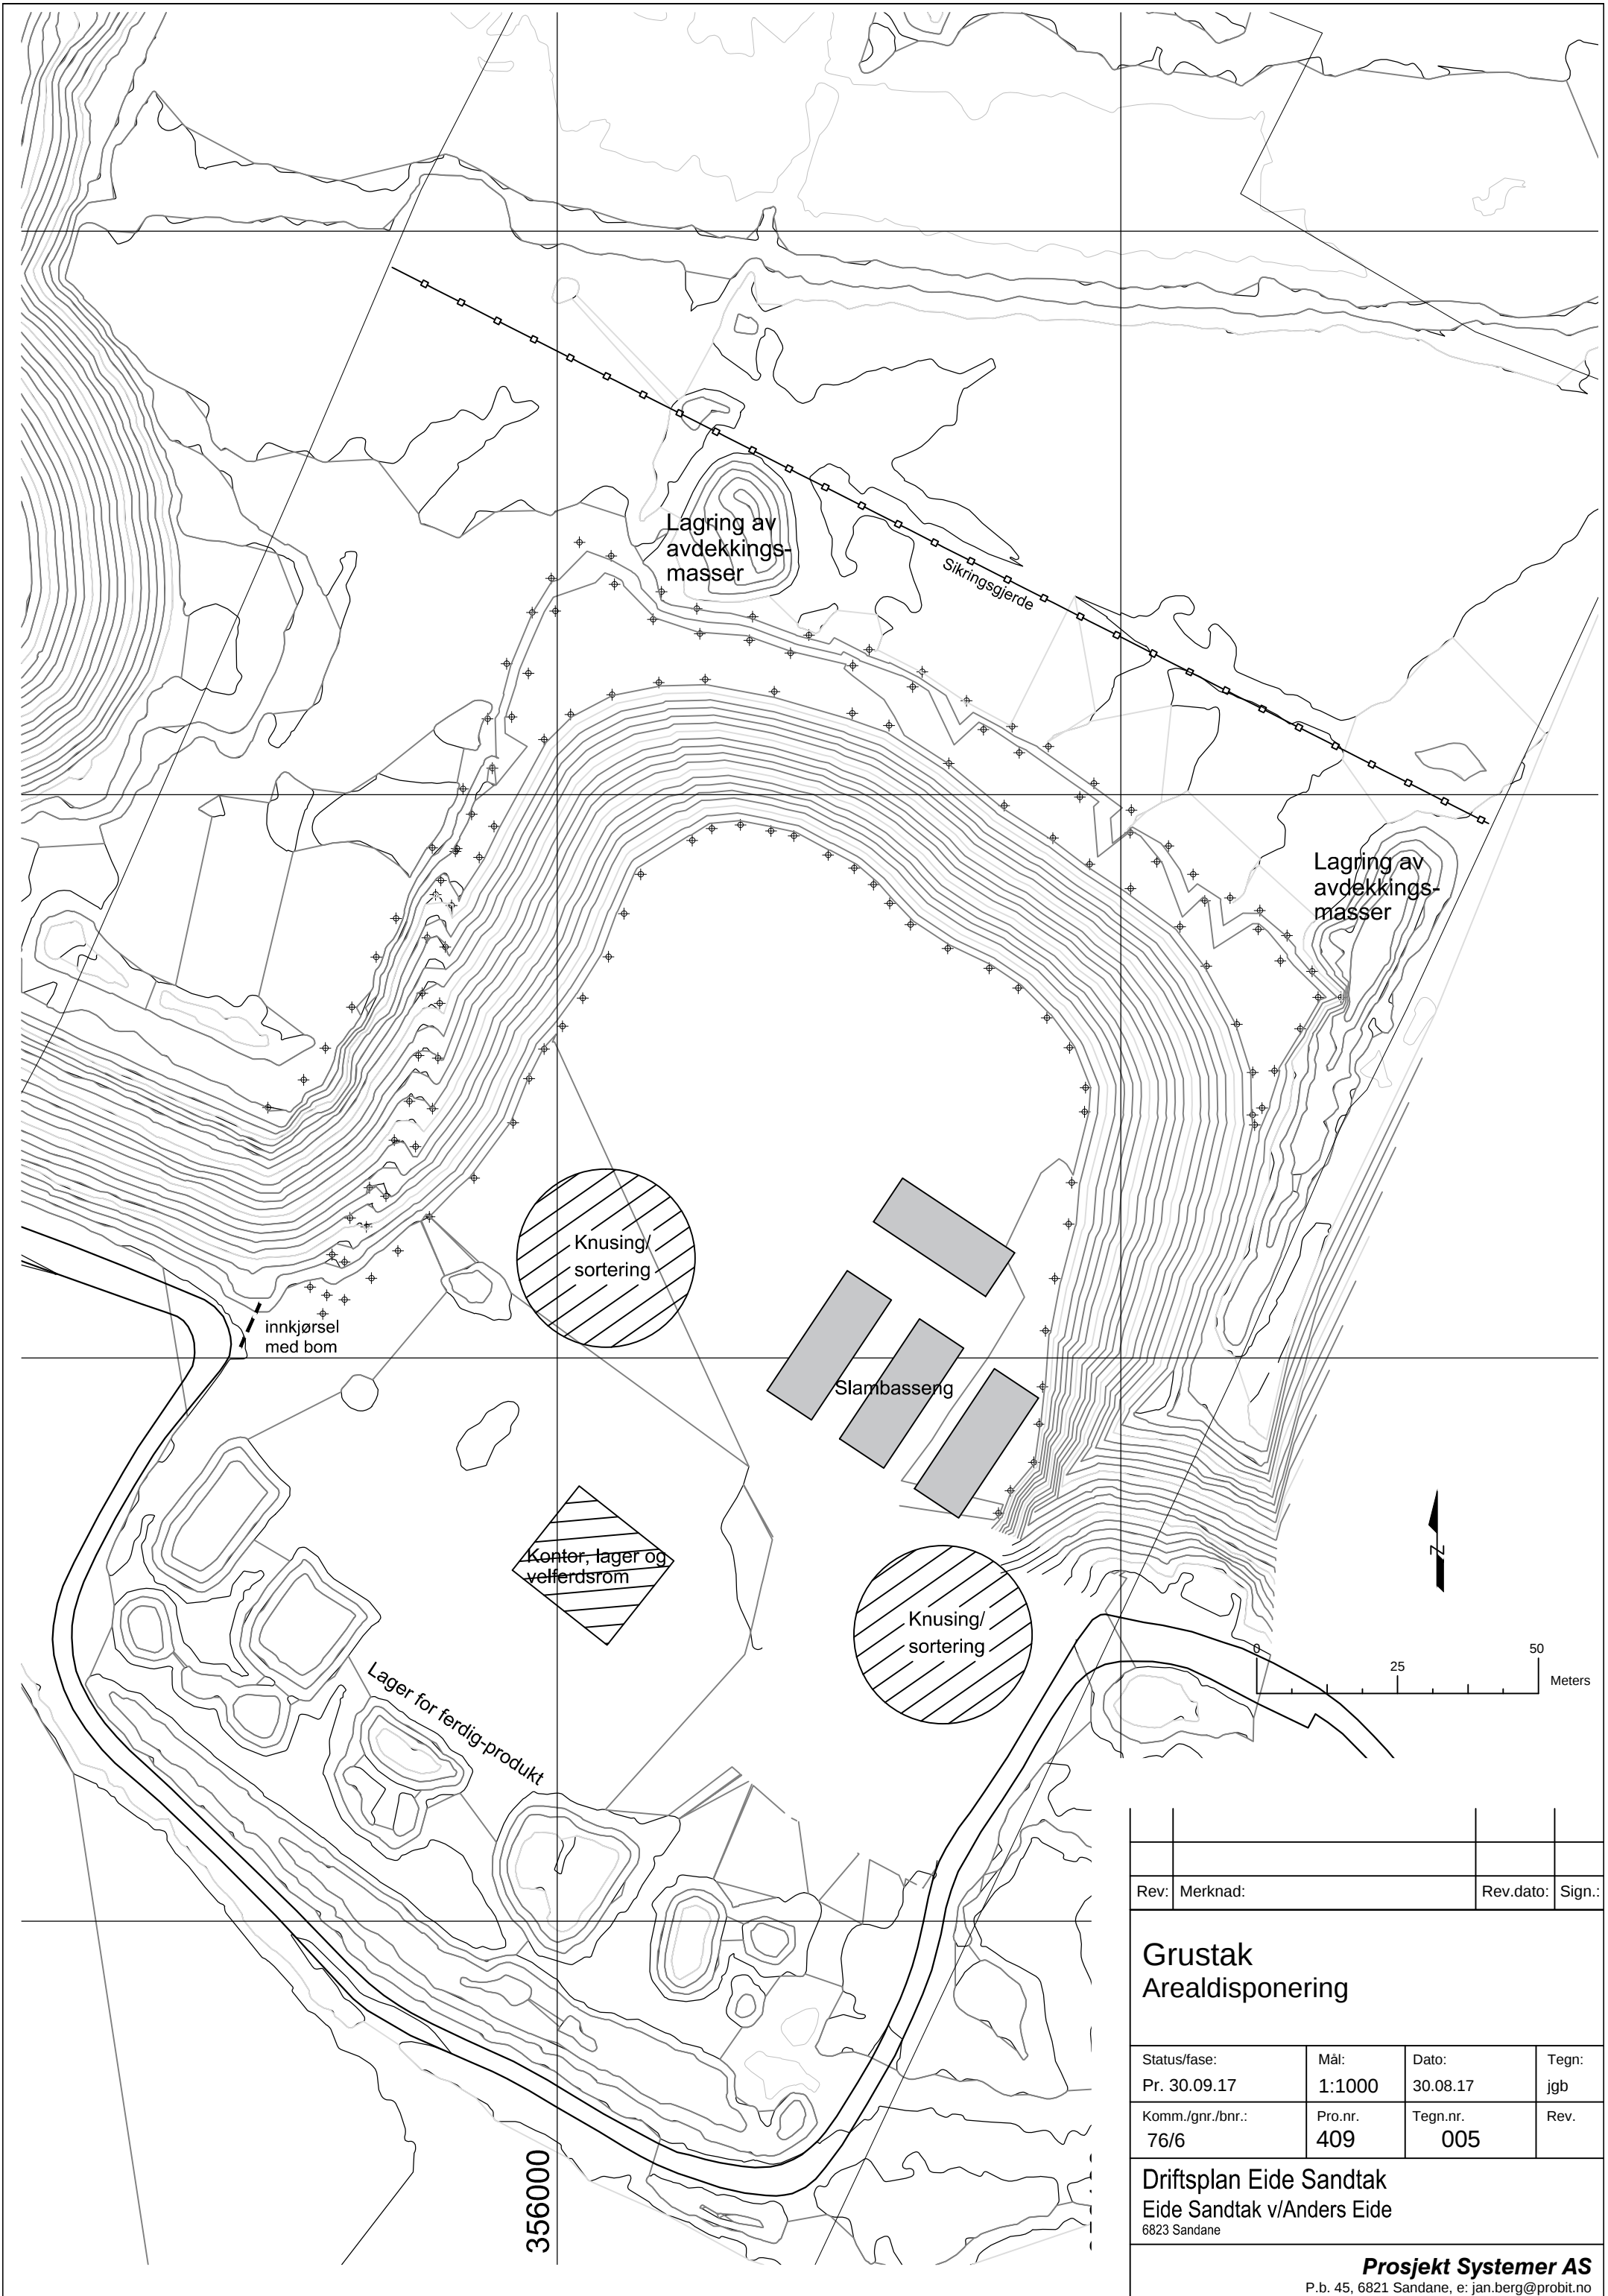 Lagring av
avdekkings-
masser
Sikringsgjerde
Lagring av
avdekkings-
masser
Knusing/
sortering
innkjørsel
med bom
Slambasseng
Kontor, lager og
velferdsrom
Knusing/
sortering
Lager for ferdig-produkt
N
0
25
50
Meters
356000
Rev: Merknad: Rev.dato: Sign.:
Grustak
Arealdisponering
Status/fase: Mål: Dato: Tegn:
Pr. 30.09.17 1:1000 30.08.17 jgb
Komm./gnr./bnr.: Pro.nr. Tegn.nr. Rev.
76/6 409 005
Driftsplan Eide Sandtak
Eide Sandtak v/Anders Eide
6823 Sandane
Prosjekt Systemer AS
P.b. 45, 6821 Sandane, e: jan.berg@probit.no